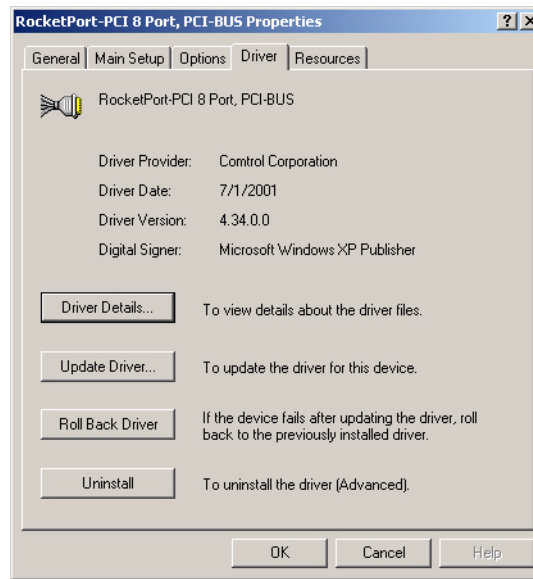 RocketPort-PCI 8 Port, PCI-BUS Properties
General Main Setup Options Driver Resources
RocketPort-PCI 8 Port, PCI-BUS
Driver Provider: Comtrol Corporation
Driver Date: 7/1/2001
Driver Version: 4.34.0.0
Digital Signer: Microsoft Windows XP Publisher
Driver Details... To view details about the driver files.
Update Driver... To update the driver for this device.
Roll Back Driver If the device fails after updating the driver, roll
back to the previously installed driver.
Uninstall To uninstall the driver (Advanced).
OK Cancel Help